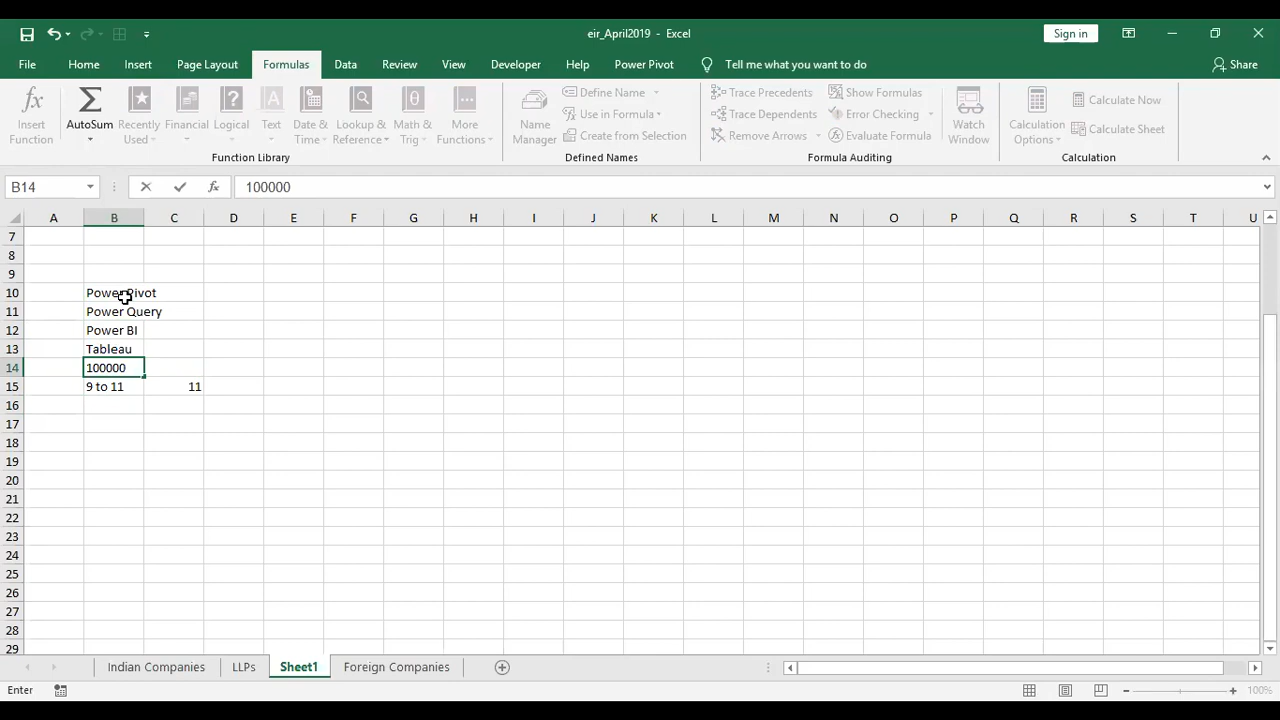 eir_April2019 - Excel
Sign in
File Home Insert Page Layout Formulas Data Review View Developer Help Power Pivot Tell me what you want to do Share
Insert Function
AutoSum
Recently Used
Financial
Logical
Text
Date & Time
Lookup & Reference
Math & Trig
More Functions
Function Library
Name Manager
Define Name
Use in Formula
Create from Selection
Defined Names
Trace Precedents
Trace Dependents
Remove Arrows
Show Formulas
Error Checking
Evaluate Formula
Watch Window
Formula Auditing
Calculation Options
Calculate Now
Calculate Sheet
Calculation
B14 fx 100000
A B C D E F G H I J K L M N O P Q R S T U
7
8
9
10 Power Pivot
11 Power Query
12 Power BI
13 Tableau
14 100000
15 9 to 11 11
16
17
18
19
20
21
22
23
24
25
26
27
28
29
Indian Companies LLPs Sheet1 Foreign Companies
Enter 100%